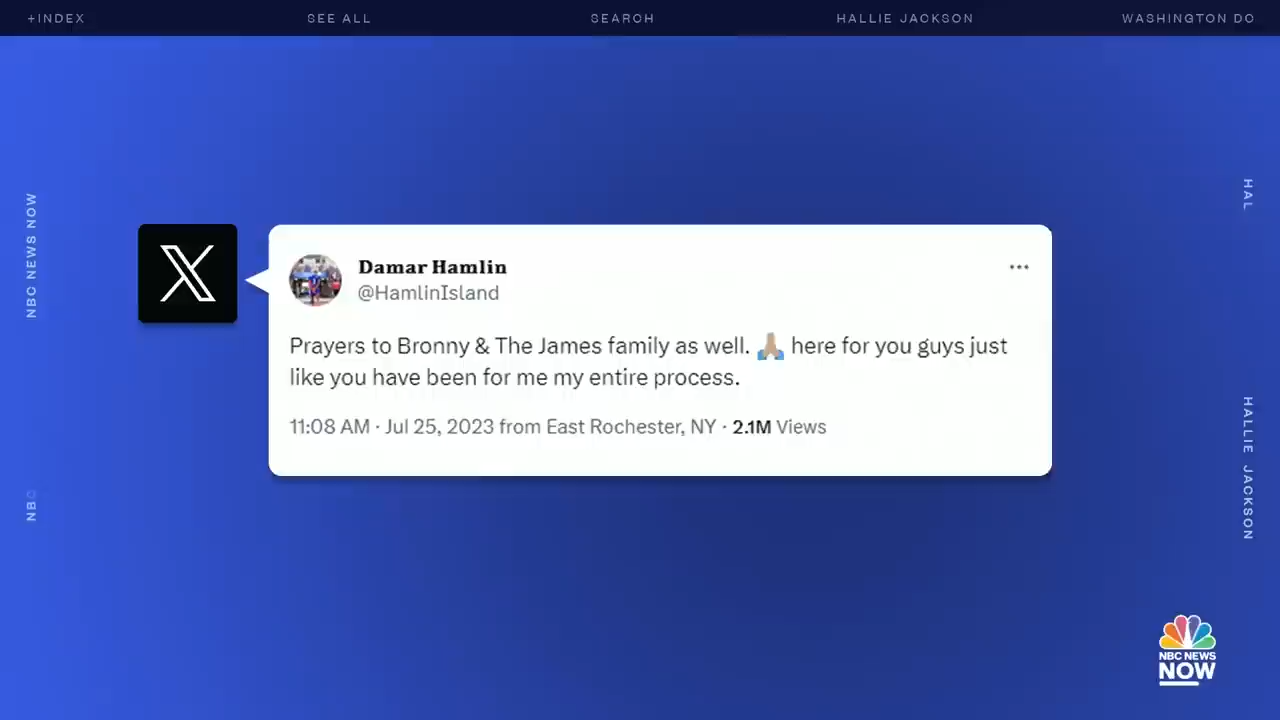 +INDEX
SEE ALL
SEARCH
HALLIE JACKSON
WASHINGTON DO
NBC NEWS NOW
NBC
Damar Hamlin
@HamlinIsland
Prayers to Bronny & The James family as well. 🙏🏽 here for you guys just
like you have been for me my entire process.
11:08 AM · Jul 25, 2023 from East Rochester, NY · 2.1M Views
HAL
HALLIE JACKSON
NBC NEWS
NOW